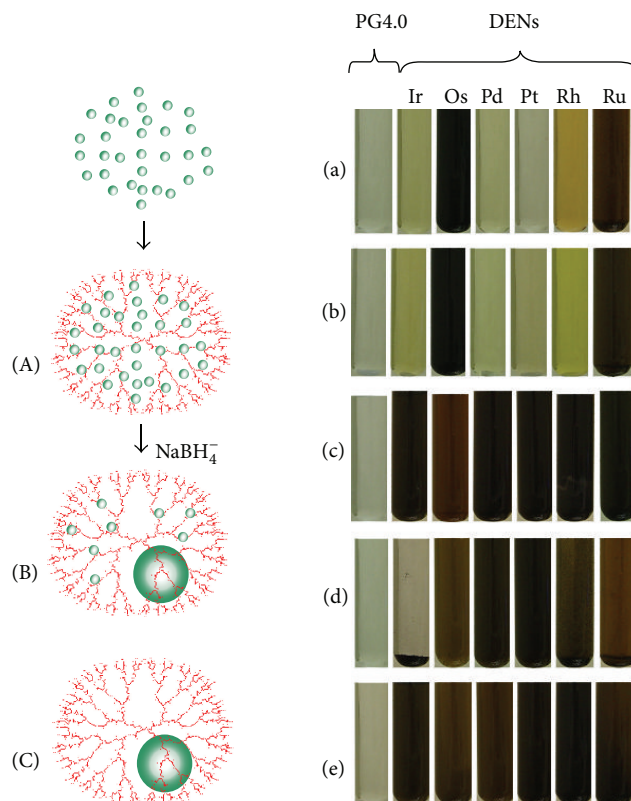 PG4.0 DENs
Ir Os Pd Pt Rh Ru
(a)
(b)
(A)
NaBH₄⁻
(c)
(B)
(d)
(C)
(e)